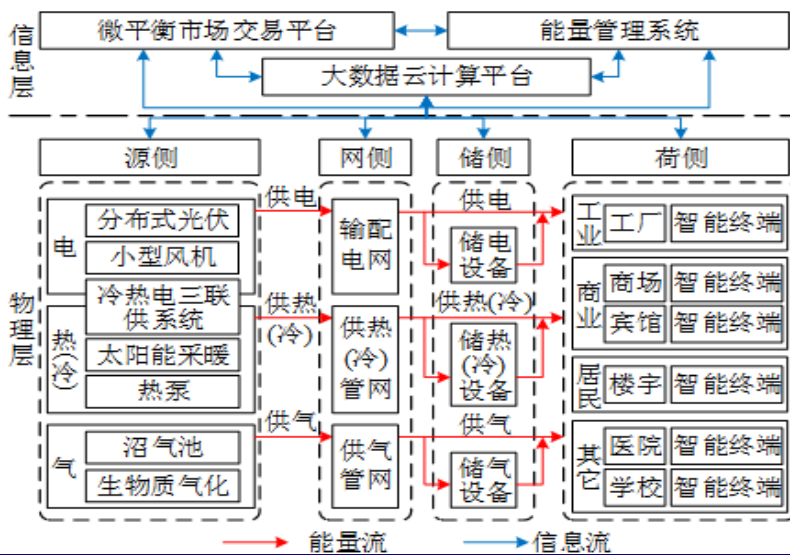 信息层
微平衡市场交易平台
能量管理系统
大数据云计算平台
物理层
源侧
网侧
储侧
荷侧
电
分布式光伏
小型风机
冷热电三联
供系统
热(冷)
太阳能采暖
热泵
气
沼气池
生物质气化
供电
供热
(冷)
供气
输配
电网
供热
(冷)
管网
供气
管网
供电
储电
设备
供热(冷)
储热
(冷)
设备
供气
储气
设备
工业
工厂
智能终端
商业
商场
智能终端
宾馆
智能终端
居民
楼宇
智能终端
其它
医院
智能终端
学校
智能终端
能量流
信息流